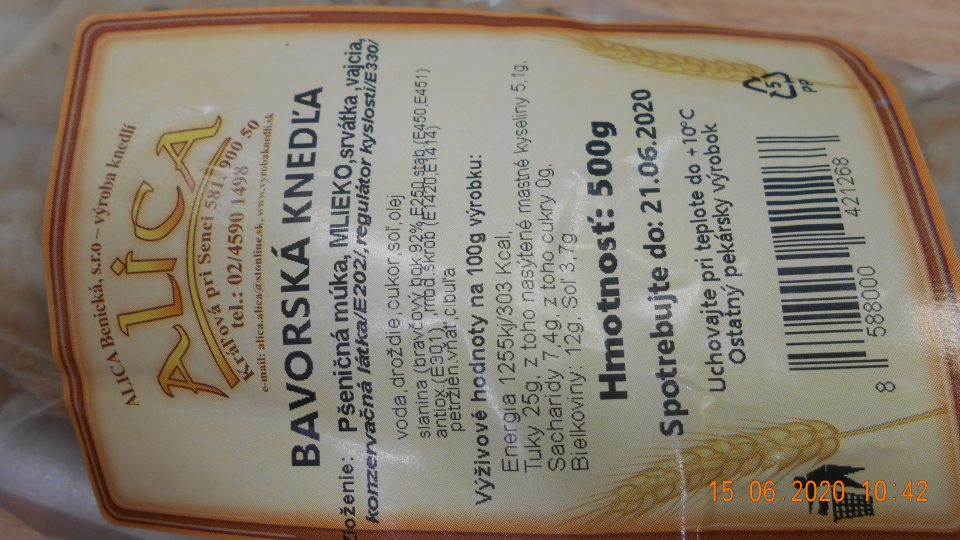 ALICA Benická, s.r.o – výroba knedlí
ALICA
Kráľová pri Senci 581, 900 50
tel.: 02/4590 1498
e-mail: alica.alica@stonline.sk, www.vyrobaknedli.sk
BAVORSKÁ KNEDĽA
loženie: Pšeničná múka, MLIEKO,srvátka,vajcia,
konzervačná látka/E202/,regulátor kyslosti/E330/
voda,droždie,cukor,soľ,olej
slanina (bravčový bok 92%,E250,stab.(E450,E451)
antiox.(E301), mod.škrob (E1420,E1414)
petržlen.vňať,cibuľa
Výživové hodnoty na 100g výrobku:
Energia 1255kj/303 Kcal,
Tuky 25g, z toho nasytené mastné kyseliny 5,1g,
Sacharidy 7,4g, z toho cukry 0g,
Bielkoviny: 12g, Soľ 3,7g
Hmotnosť: 500g
Spotrebujte do: 21.06.2020
Uchovajte pri teplote do +10°C
Ostatný pekársky výrobok
8 588000 421268
5
PP
15.06.2020 10:42